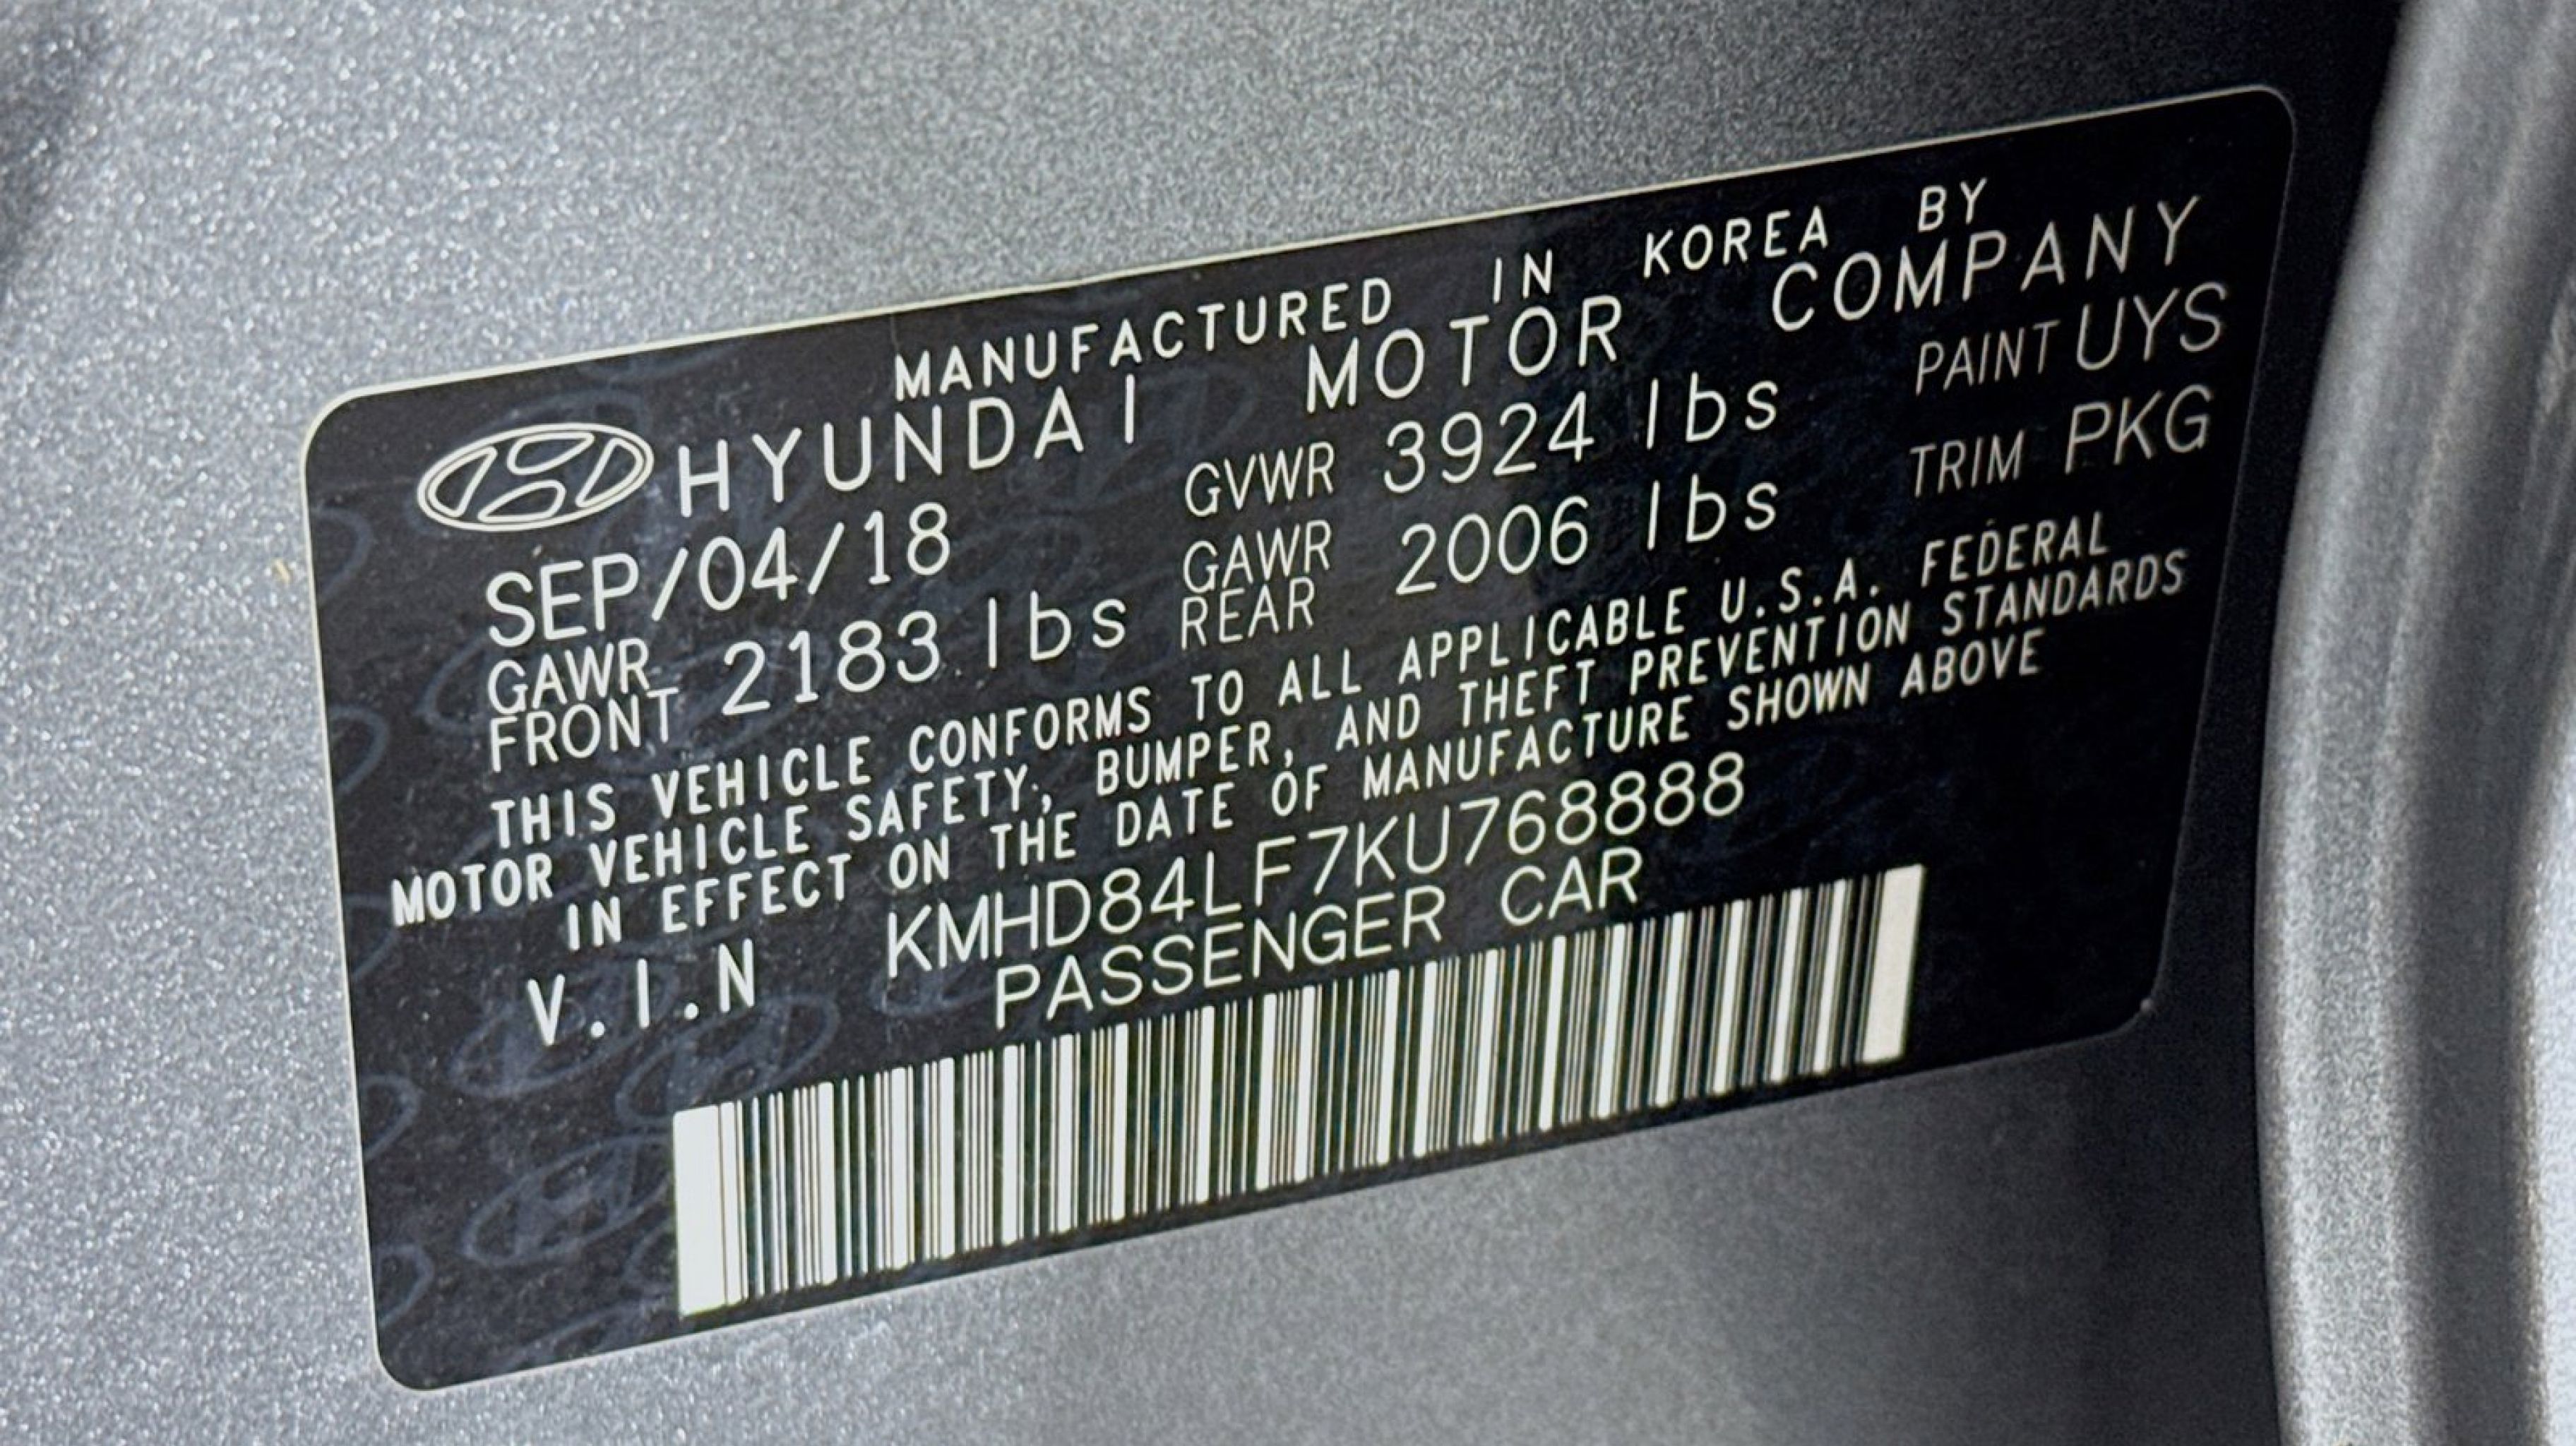 MANUFACTURED IN KOREA BY
HYUNDAI MOTOR COMPANY
SEP/04/18 GVWR 3924 lbs PAINT UYS
GAWR FRONT 2183 lbs GAWR REAR 2006 lbs TRIM PKG
THIS VEHICLE CONFORMS TO ALL APPLICABLE U.S.A. FEDERAL
MOTOR VEHICLE SAFETY, BUMPER, AND THEFT PREVENTION STANDARDS
IN EFFECT ON THE DATE OF MANUFACTURE SHOWN ABOVE
V.I.N KMHD84LF7KU768888
PASSENGER CAR